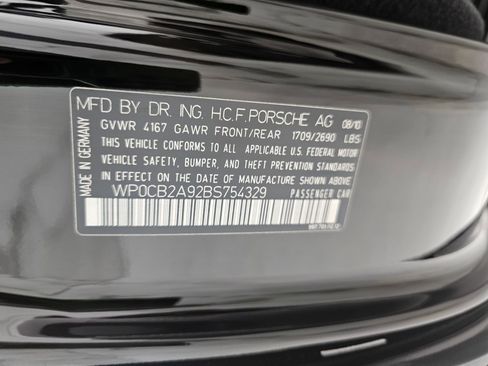 MFD BY DR. ING. H.C.F. PORSCHE AG 08/10
GVWR 4167 GAWR FRONT/REAR 1709/2690 LBS
THIS VEHICLE CONFORMS TO ALL APPLICABLE U.S. FEDERAL MOTOR
VEHICLE SAFETY, BUMPER, AND THEFT PREVENTION STANDARDS
IN EFFECT ON THE DATE OF MANUFACTURE SHOWN ABOVE
WP0CB2A92BS754329 PASSENGER CAR
MADE IN GERMANY